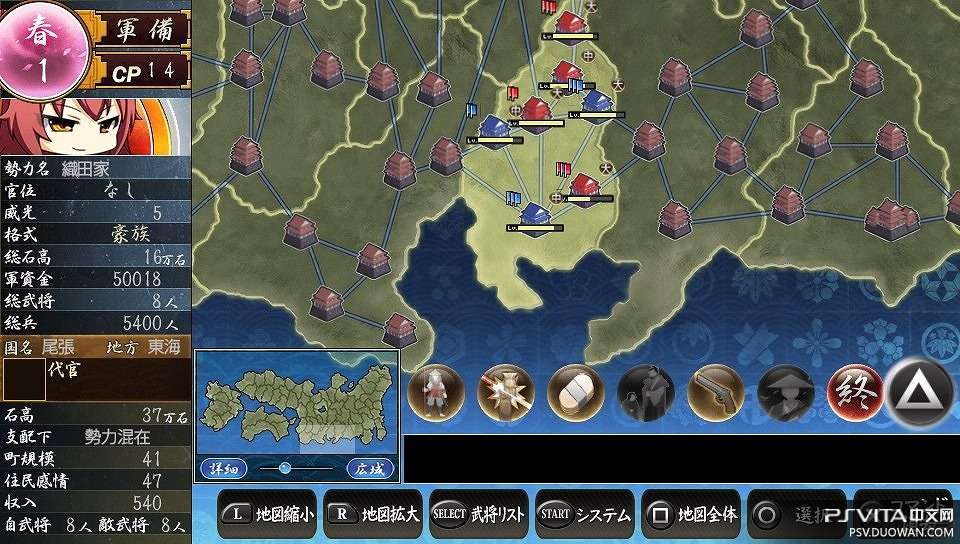 春
1
軍備
CP 14
勢力名 織田家
官位 なし
威光 5
格式 豪族
総石高 16万石
軍資金 50018
総武将 8人
総兵 5400人
国名 尾張 地方 東海
代官
石高 37万石
支配下 勢力混在
町規模 41
住民感情 47
収入 540
自武将 8人 敵武将 8人
詳細 広域
終
L 地図縮小
R 地図拡大
SELECT 武将リスト
START システム
地図全体
選択
PSVITA中文网
PSV.DUOWAN.COM